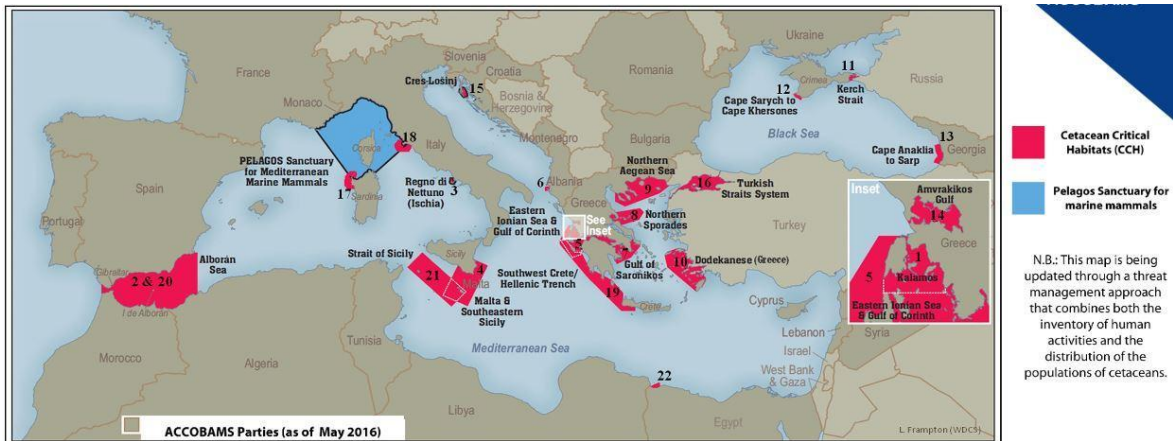 Ukraine
Slovenia
France
Croatia
Romania
Crimea
11
Russia
Cres-Lošinj
15
Kerch
Strait
12
Cape Sarych to
Cape Khersones
Bosnia &
Herzegovina
Monaco
Black Sea
13
18
Montenegro
Bulgaria
Georgia
Corsica
Italy
Cape Anaklia
to Sarp
PELAGOS Sanctuary
for Mediterranean
Marine Mammals
Northern
Aegean Sea
17
Regno di
Nettuno
(Ischia)
3
6
Albania
9
16
Turkish
Straits System
Spain
Portugal
Sardinia
Greece
Eastern
Ionian Sea &
Gulf of Corinth
See
Inset
8
Northern
Sporades
Turkey
Strait of Sicily
Sicily
5
7
Gulf of
Saronikos
10
Dodekanese (Greece)
Alborán
Sea
Gibraltar
2 & 20
I de Alborán
21
4
Malta
Southwest Crete/
Hellenic Trench
Malta &
Southeastern
Sicily
19
Crete
Cyprus
Syria
Lebanon
Israel
West Bank
& Gaza
Mediterranean Sea
Tunisia
Morocco
Algeria
22
Libya
Egypt
ACCOBAMS Parties (as of May 2016)
L. Frampton (WDCS)
Inset
Amvrakikos
Gulf
14
Greece
5
1
Kalamos
Eastern Ionian Sea
& Gulf of Corinth
Cetacean Critical
Habitats (CCH)
Pelagos Sanctuary for
marine mammals
N.B.: This map is being
updated through a threat
management approach
that combines both the
inventory of human
activities and the
distribution of the
populations of cetaceans.